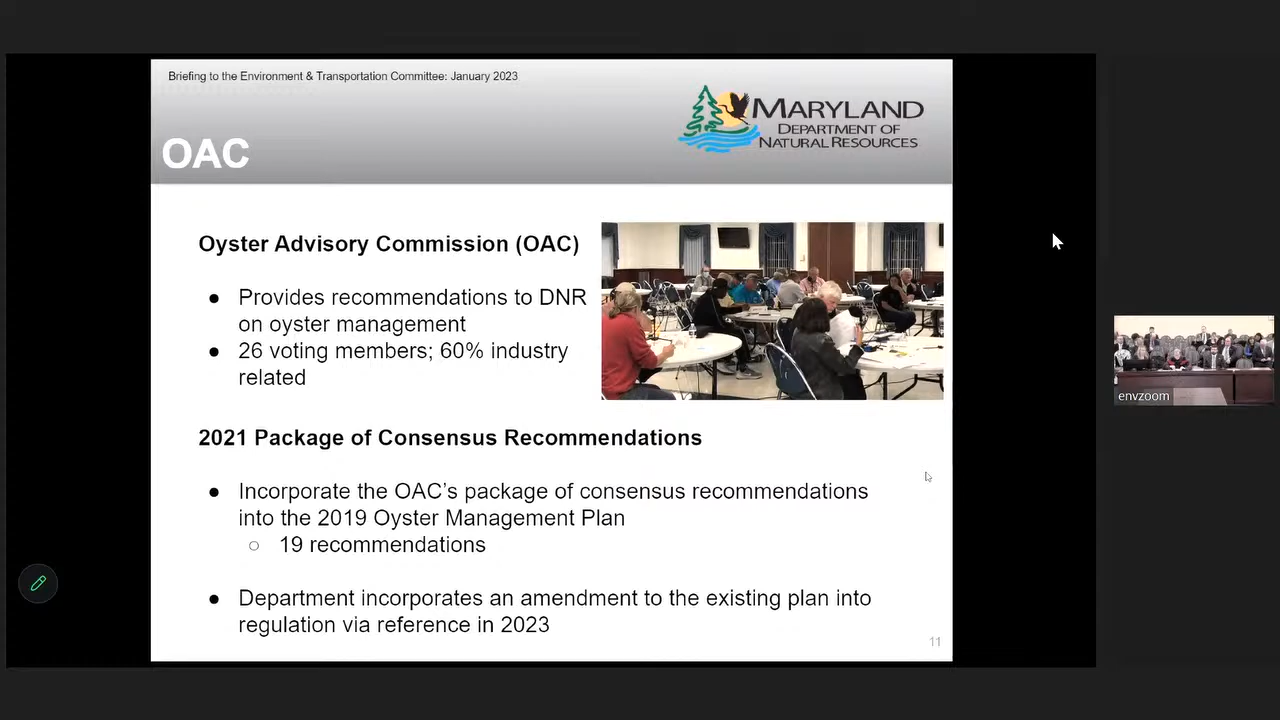 Briefing to the Environment & Transportation Committee: January 2023
MARYLAND
DEPARTMENT OF
NATURAL RESOURCES
OAC
Oyster Advisory Commission (OAC)
● Provides recommendations to DNR
on oyster management
● 26 voting members; 60% industry
related
2021 Package of Consensus Recommendations
● Incorporate the OAC’s package of consensus recommendations
into the 2019 Oyster Management Plan
○ 19 recommendations
● Department incorporates an amendment to the existing plan into
regulation via reference in 2023
11
envzoom